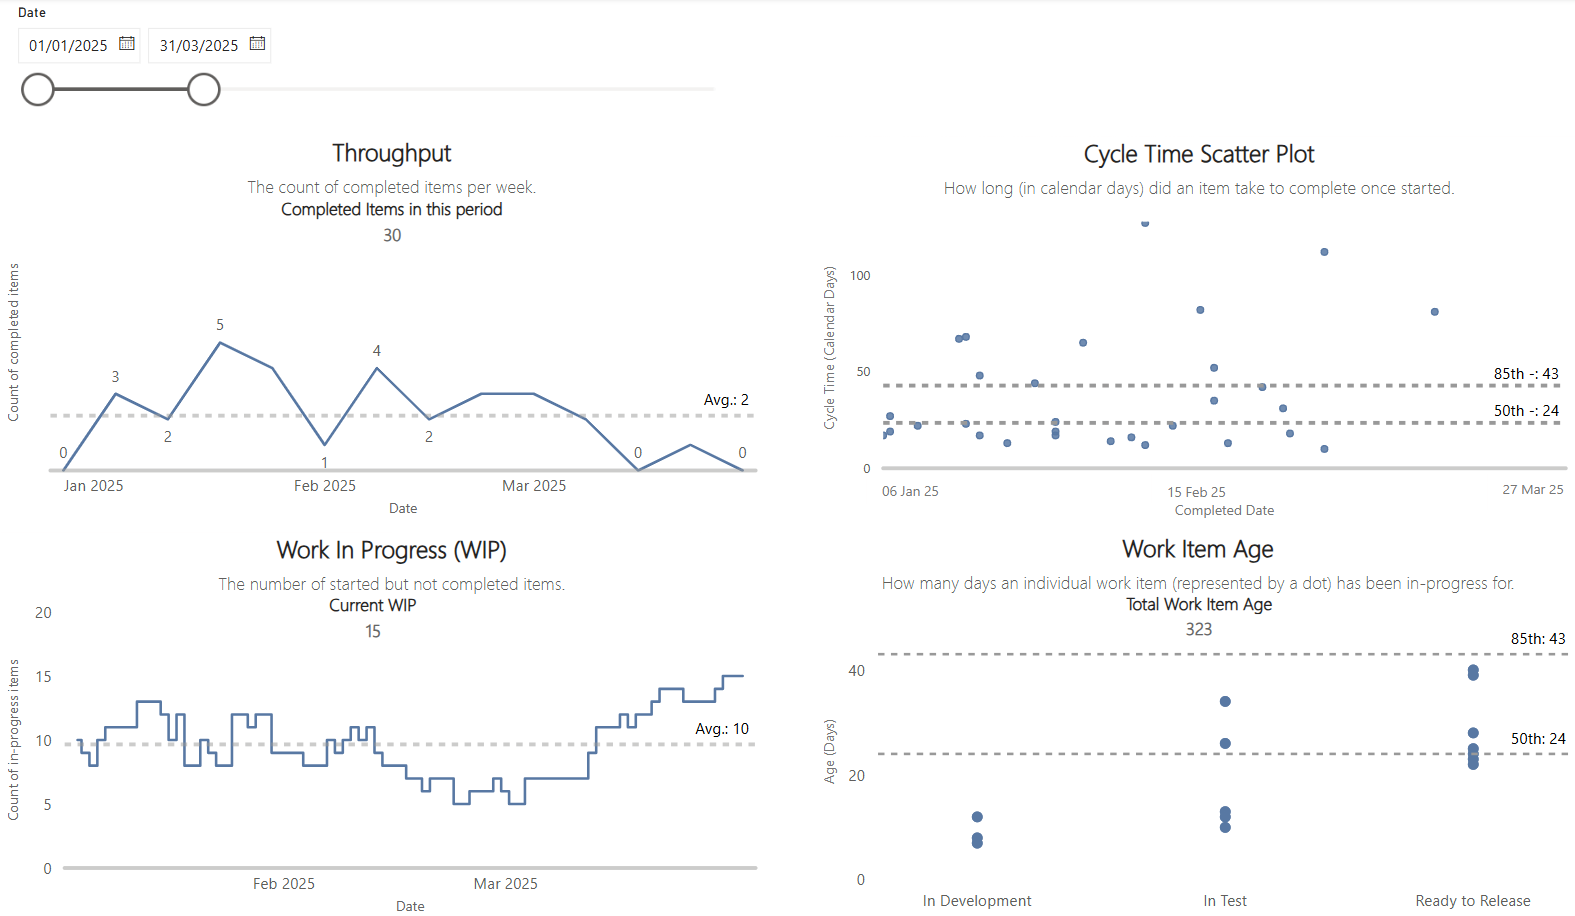 Date
01/01/2025 31/03/2025
Throughput
The count of completed items per week.
Completed Items in this period
30
Count of completed items
0 3 2 5 1 4 2 0 0
Avg.: 2
Jan 2025 Feb 2025 Mar 2025
Date
Cycle Time Scatter Plot
How long (in calendar days) did an item take to complete once started.
Cycle Time (Calendar Days)
100
50
0
85th -: 43
50th -: 24
06 Jan 25 15 Feb 25 27 Mar 25
Completed Date
Work In Progress (WIP)
The number of started but not completed items.
Current WIP
15
Count of in-progress items
20
15
10
5
0
Avg.: 10
Feb 2025 Mar 2025
Date
Work Item Age
How many days an individual work item (represented by a dot) has been in-progress for.
Total Work Item Age
323
Age (Days)
85th: 43
40
50th: 24
20
0
In Development In Test Ready to Release